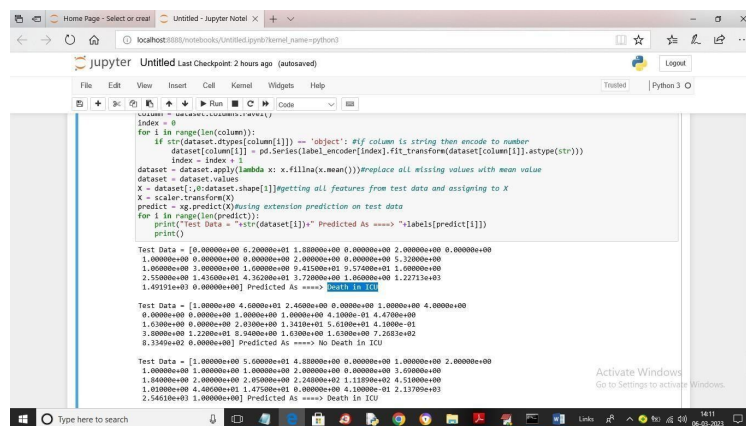 Home Page - Select or creat
Untitled - Jupyter Notel
localhost:8888/notebooks/Untitled.ipynb?kernel_name=python3
jupyter Untitled Last Checkpoint: 2 hours ago (autosaved)
Logout
File Edit View Insert Cell Kernel Widgets Help
Trusted Python 3
Run Code
column = dataset.columns.ravel()
index = 0
for i in range(len(column)):
if str(dataset.dtypes[column[i]]) == 'object': #if column is string then encode to number
dataset[column[i]] = pd.Series(label_encoder[index].fit_transform(dataset[column[i]].astype(str)))
index = index + 1
dataset = dataset.apply(lambda x: x.fillna(x.mean()))#replace all missing values with mean value
dataset = dataset.values
X = dataset[:,0:dataset.shape[1]]#getting all features from test data and assigning to X
X = scaler.transform(X)
predict = xg.predict(X)#using extension prediction on test data
for i in range(len(predict)):
print("Test Data = "+str(dataset[i])+" Predicted As ====> "+labels[predict[i]])
print()
Test Data = [0.00000e+00 6.20000e+01 1.88000e+00 0.00000e+00 2.00000e+00 0.00000e+00
1.00000e+00 0.00000e+00 0.00000e+00 2.00000e+00 0.00000e+00 5.32000e+00
1.06000e+00 3.00000e+00 1.60000e+00 9.41500e+01 9.57400e+01 1.60000e+00
2.55000e+00 1.43600e+01 4.36200e+01 3.72000e+00 1.06000e+00 1.22713e+03
1.49191e+03 0.00000e+00] Predicted As ====> Death in ICU
Test Data = [1.0000e+00 4.6000e+01 2.4600e+00 0.0000e+00 1.0000e+00 4.0000e+00
0.0000e+00 0.0000e+00 1.0000e+00 1.0000e+00 4.1000e-01 4.4700e+00
1.6300e+00 0.0000e+00 2.0300e+00 1.3410e+01 5.6100e+01 4.1000e-01
3.8000e+00 1.2200e+01 8.9400e+00 1.6300e+00 1.6300e+00 7.2683e+02
8.3349e+02 0.0000e+00] Predicted As ====> No Death in ICU
Test Data = [1.00000e+00 5.60000e+01 4.88000e+00 0.00000e+00 1.00000e+00 2.00000e+00
1.00000e+00 1.00000e+00 1.00000e+00 2.00000e+00 0.00000e+00 3.69000e+00
1.84000e+00 2.00000e+00 2.05000e+00 2.24800e+02 1.11890e+02 4.51000e+00
1.01000e+00 4.40600e+01 1.47500e+01 0.00000e+00 4.10000e-01 2.13709e+03
2.54610e+03 1.00000e+00] Predicted As ====> Death in ICU
Activate Windows
Go to Settings to activate Windows.
Type here to search
Links
14:11
06-03-2023